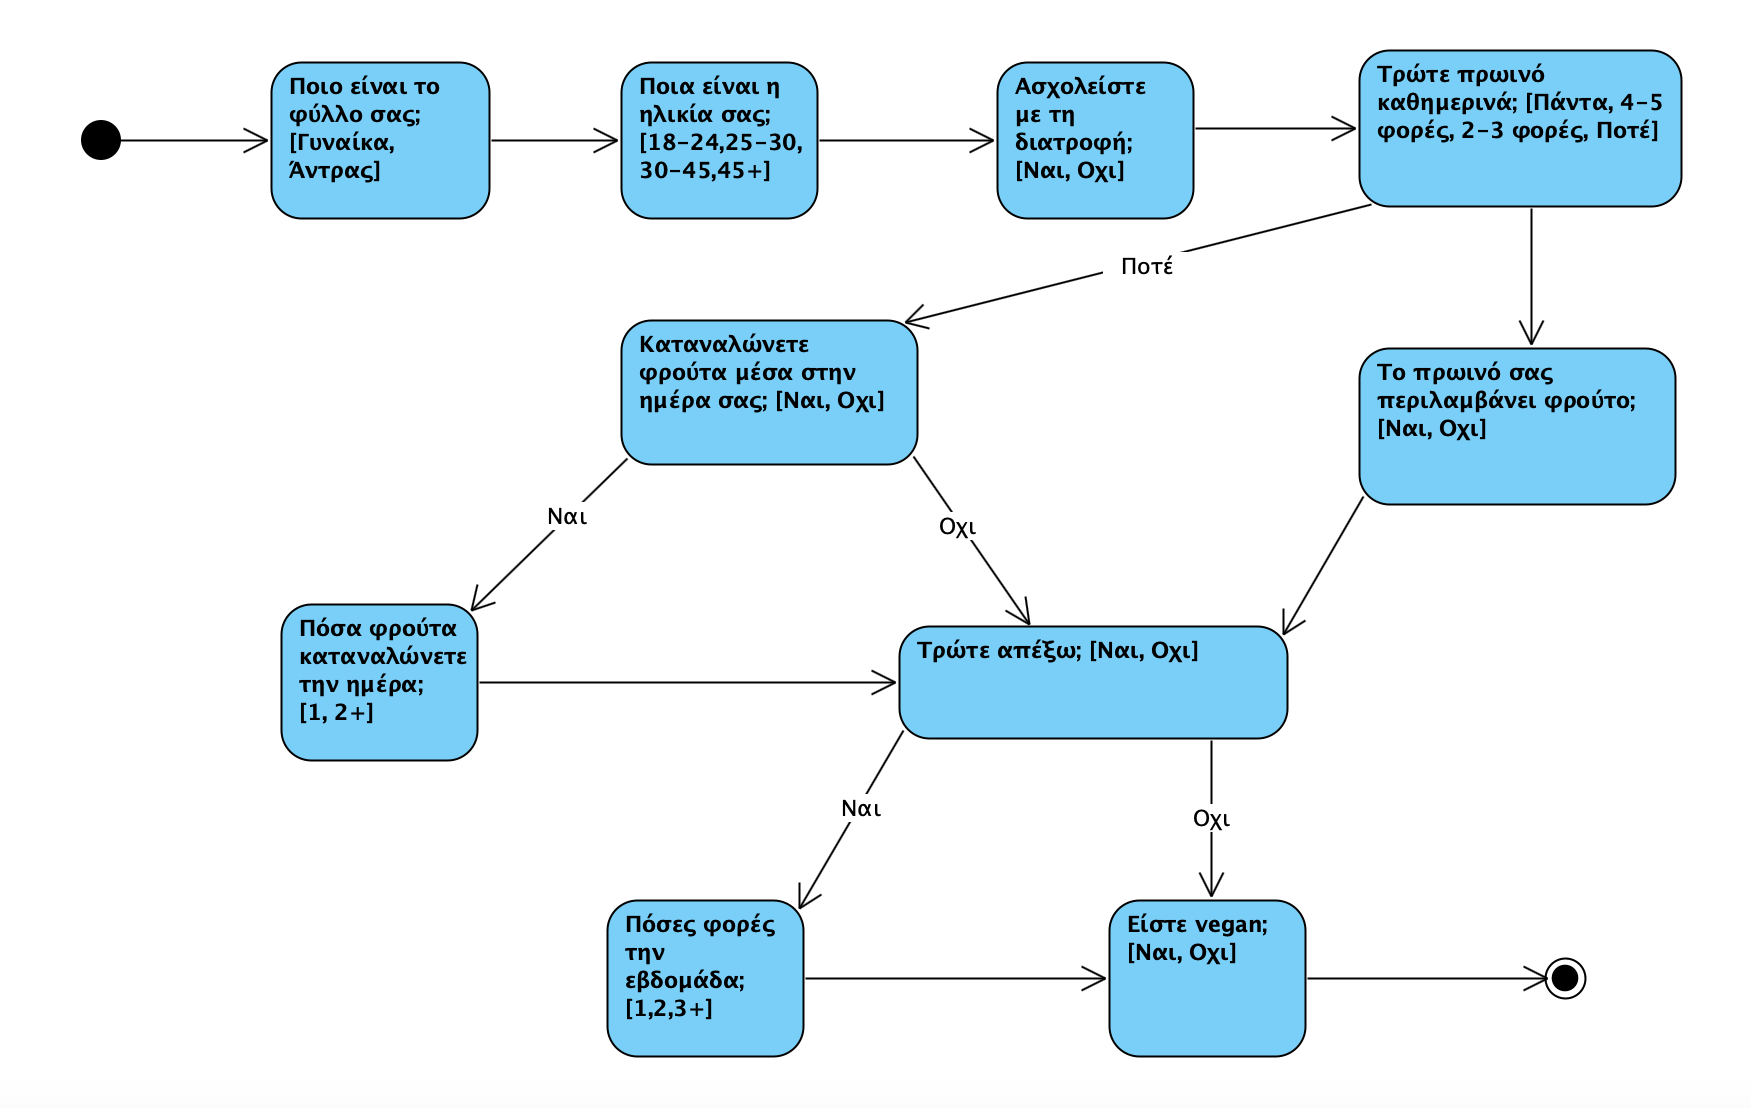 Ποιο είναι το
φύλλο σας;
[Γυναίκα,
Άντρας]
Ποια είναι η
ηλικία σας;
[18-24,25-30,
30-45,45+]
Ασχολείστε
με τη
διατροφή;
[Ναι, Οχι]
Τρώτε πρωινό
καθημερινά; [Πάντα, 4-5
φορές, 2-3 φορές, Ποτέ]
Ποτέ
Καταναλώνετε
φρούτα μέσα στην
ημέρα σας; [Ναι, Οχι]
Το πρωινό σας
περιλαμβάνει φρούτο;
[Ναι, Οχι]
Ναι
Οχι
Πόσα φρούτα
καταναλώνετε
την ημέρα;
[1, 2+]
Τρώτε απέξω; [Ναι, Οχι]
Ναι
Οχι
Πόσες φορές
την
εβδομάδα;
[1,2,3+]
Είστε vegan;
[Ναι, Οχι]